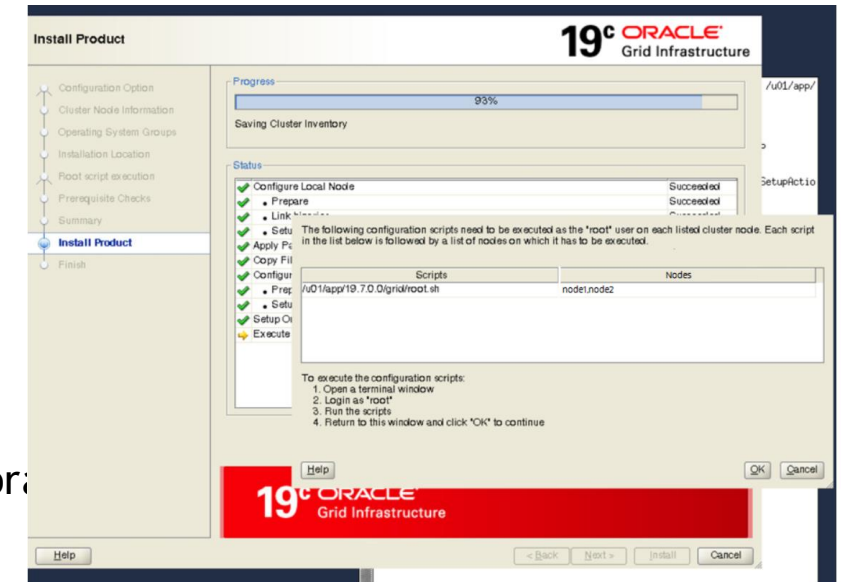 Install Product
19c ORACLE
Grid Infrastructure
Configuration Option
Cluster Node Information
Operating System Groups
Installation Location
Root script execution
Prerequisite Checks
Summary
Install Product
Finish
Progress
93%
Saving Cluster Inventory
/u01/app/
SetupActio
Status
Configure Local Node Succeeded
• Prepare Succeeded
• Link
• Setu
Apply Pa
Copy Fil
Configur
• Prep
• Setu
Setup Or
Execute
The following configuration scripts need to be executed as the "root" user on each listed cluster node. Each script
in the list below is followed by a list of nodes on which it has to be executed.
Scripts Nodes
/u01/app/19.7.0.0/grid/root.sh node1,node2
To execute the configuration scripts:
1. Open a terminal window
2. Login as "root"
3. Run the scripts
4. Return to this window and click "OK" to continue
Help OK Cancel
19c ORACLE
Grid Infrastructure
Help < Back Next > Install Cancel